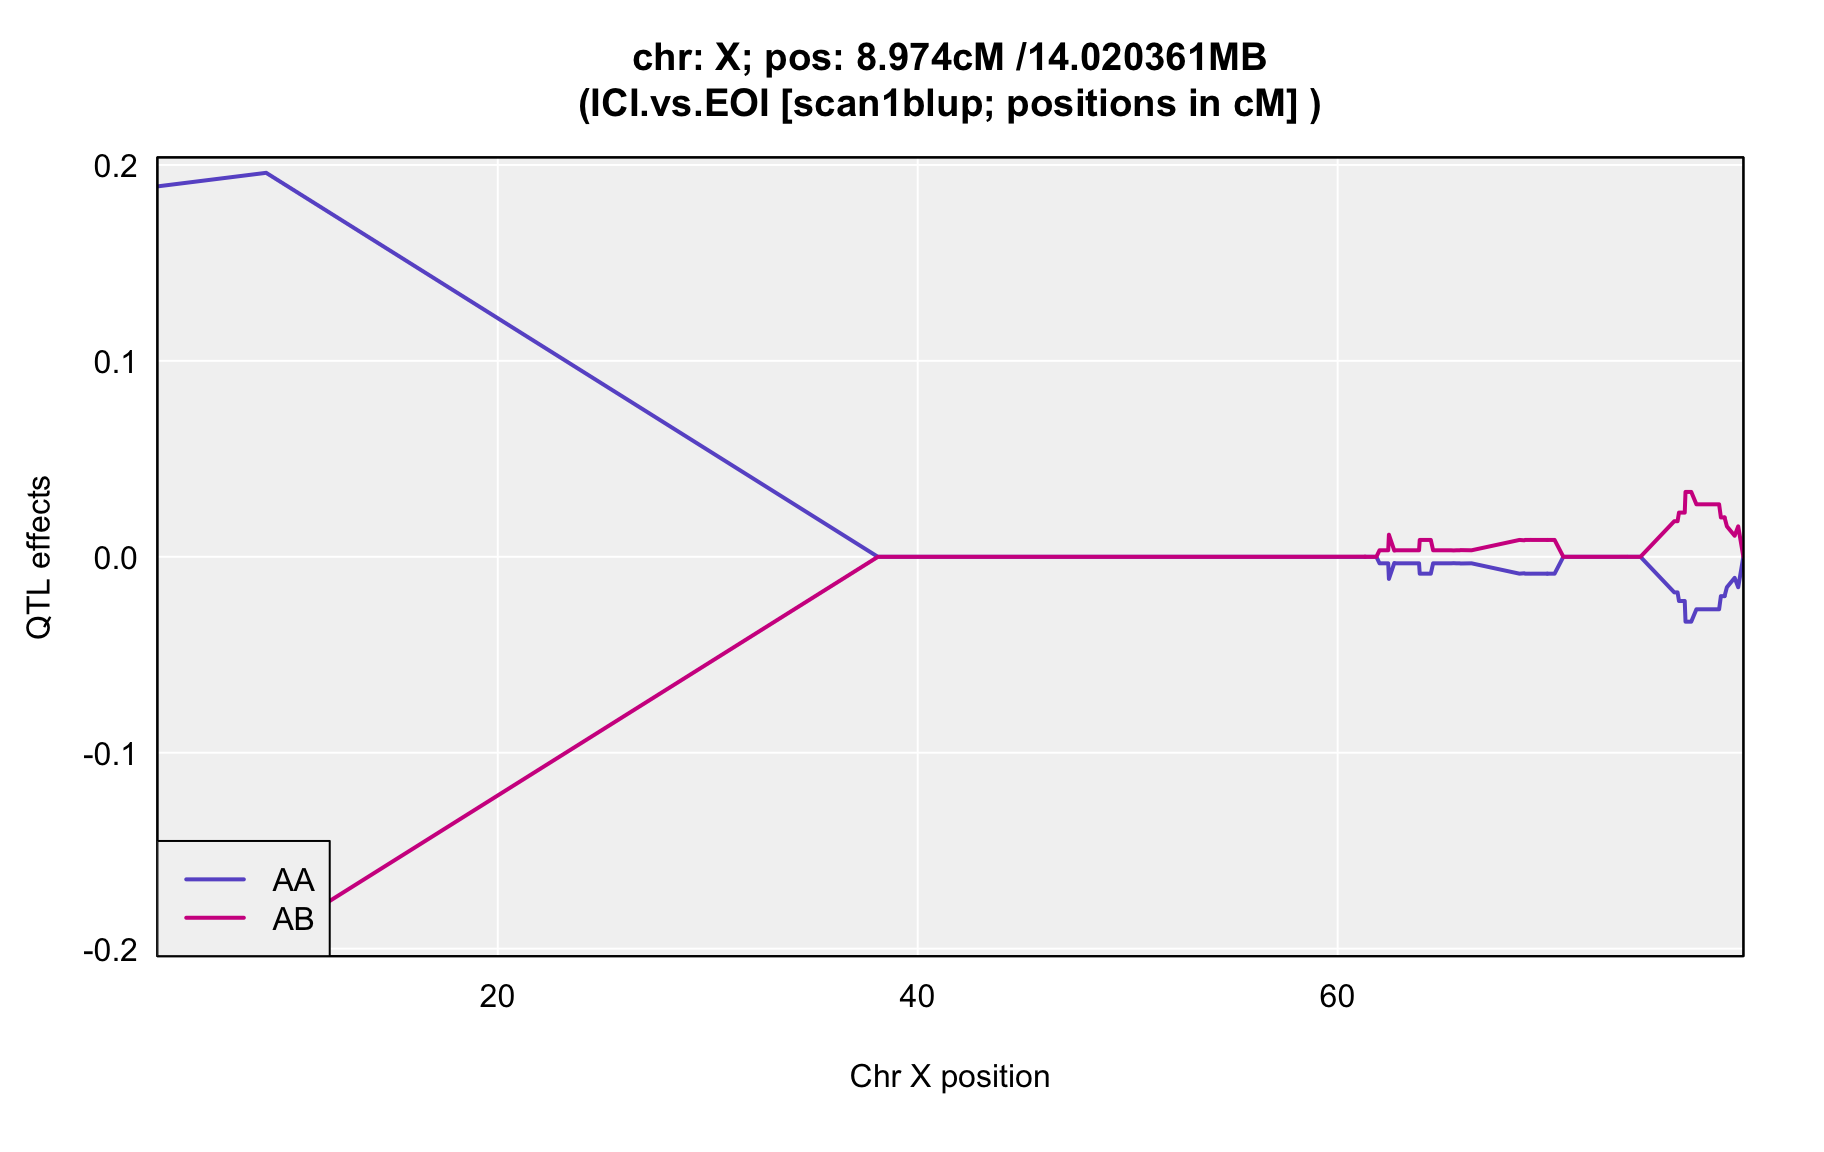 chr: X; pos: 8.974cM /14.020361MB
(ICI.vs.EOI [scan1blup; positions in cM] )
QTL effects
0.2
0.1
0.0
-0.1
-0.2
AA
AB
20
40
60
Chr X position